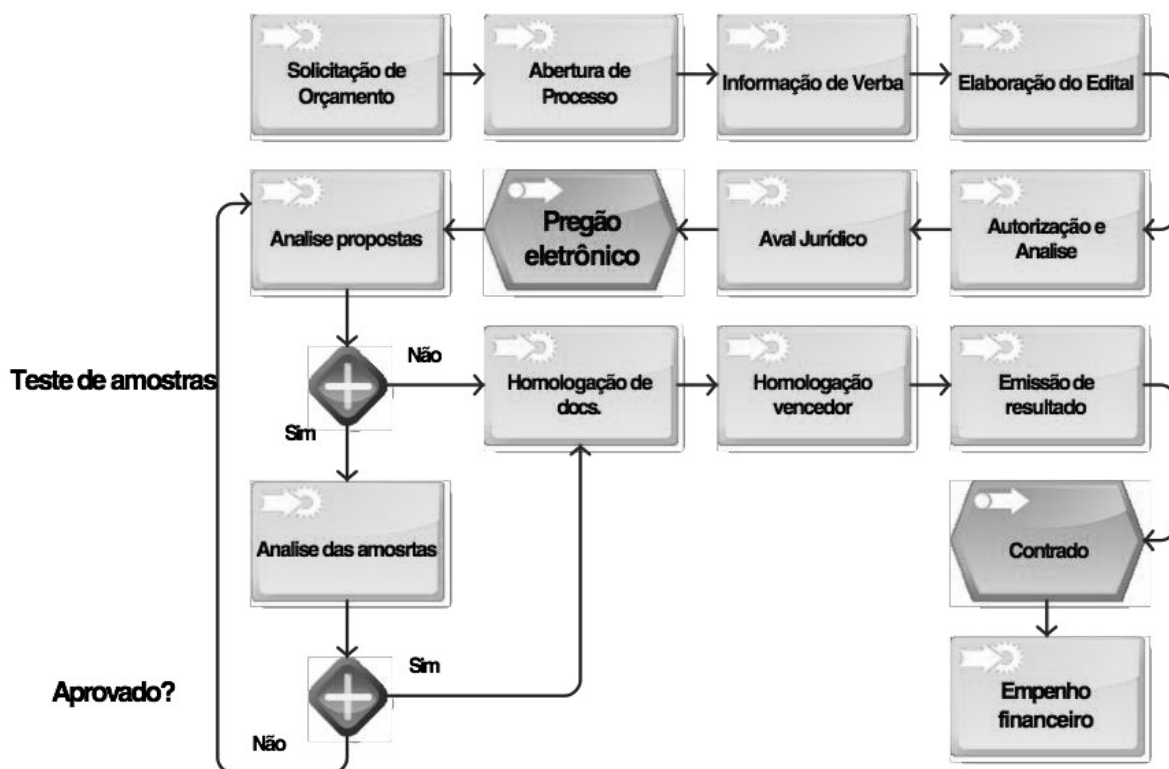 Solicitação de
Orçamento
Abertura de
Processo
Informação de Verba
Elaboração do Edital
Analise propostas
Pregão
eletrônico
Aval Jurídico
Autorização e
Analise
Teste de amostras
Não
Sim
Homologação de
docs.
Homologação
vencedor
Emissão de
resultado
Analise das amosrtas
Contrado
Aprovado?
Sim
Não
Empenho
financeiro